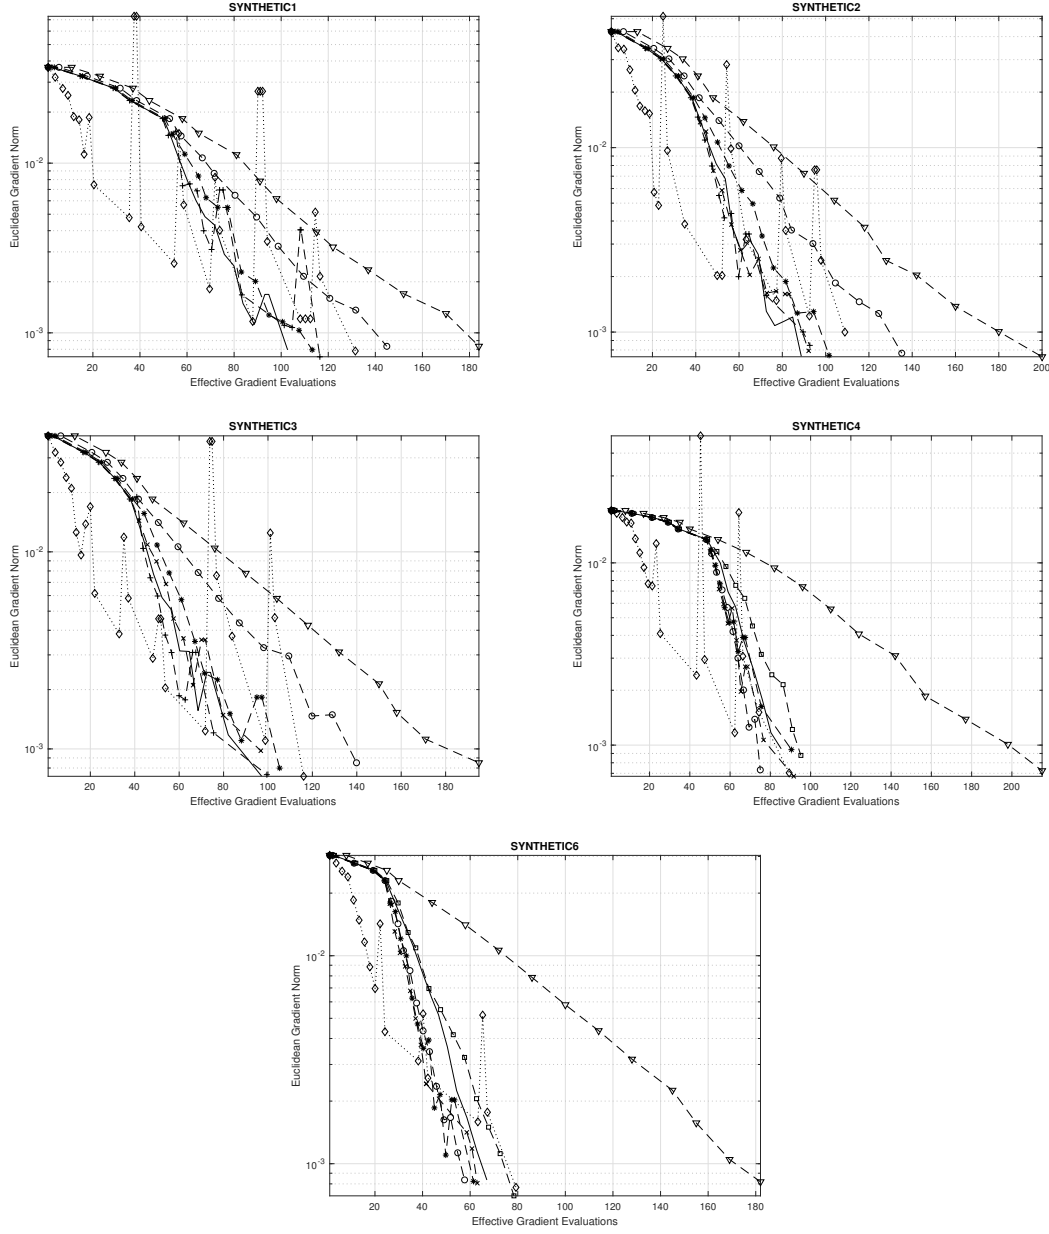 SYNTHETIC1
Euclidean Gradient Norm
10-2
10-3
20 40 60 80 100 120 140 160 180
Effective Gradient Evaluations
SYNTHETIC2
Euclidean Gradient Norm
10-2
10-3
20 40 60 80 100 120 140 160 180 200
Effective Gradient Evaluations
SYNTHETIC3
Euclidean Gradient Norm
10-2
10-3
20 40 60 80 100 120 140 160 180
Effective Gradient Evaluations
SYNTHETIC4
Euclidean Gradient Norm
10-2
10-3
20 40 60 80 100 120 140 160 180 200
Effective Gradient Evaluations
SYNTHETIC6
Euclidean Gradient Norm
10-2
10-3
20 40 60 80 100 120 140 160 180
Effective Gradient Evaluations